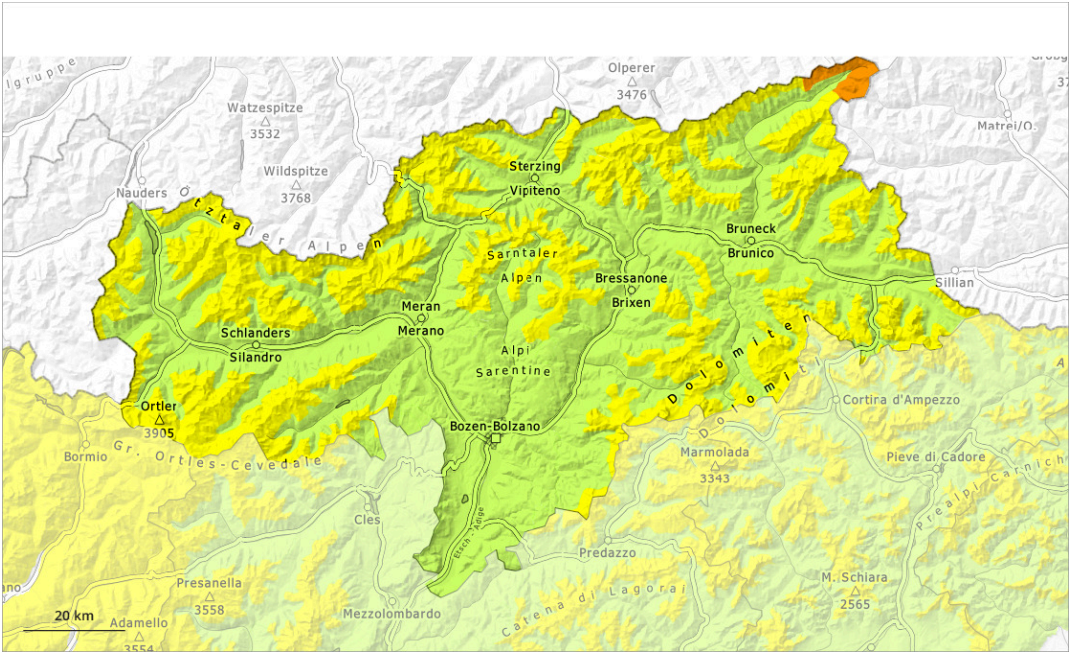 Olperer
3476
lgruppe
Watzespitze
3532
Matrei/O.
Sterzing
Vipiteno
Wildspitze
3768
Nauders
Ötztaler Alpen
Bruneck
Brunico
Sarntaler
Alpen
Bressanone
Brixen
Sillian
Meran
Merano
Schlanders
Silandro
Alpi
Sarentine
Dolomiten
Dolomiti
Ortler
3905
Cortina d'Ampezzo
Bozen-Bolzano
Gr. Ortles-Cevedale
Bormio
Marmolada
3343
Pieve di Cadore
Prealpi Carnich
Cles
Etsch - Adige
Predazzo
Presanella
3558
M. Schiara
2565
Catena di Lagorai
Mezzolombardo
ano
20 km
Adamello
3554